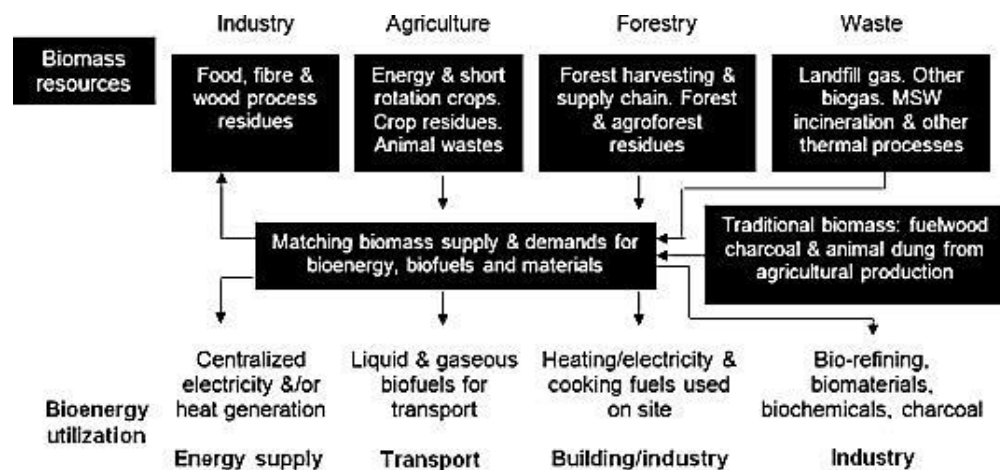 Industry
Agriculture
Forestry
Waste
Biomass
resources
Food, fibre &
wood process
residues
Energy & short
rotation crops.
Crop residues.
Animal wastes
Forest harvesting &
supply chain. Forest
& agroforest
residues
Landfill gas. Other
biogas. MSW
incineration & other
thermal processes
Matching biomass supply & demands for
bioenergy, biofuels and materials
Traditional biomass: fuelwood
charcoal & animal dung from
agricultural production
Bioenergy
utilization
Centralized
electricity &/or
heat generation
Liquid & gaseous
biofuels for
transport
Heating/electricity &
cooking fuels used
on site
Bio-refining,
biomaterials,
biochemicals, charcoal
Energy supply
Transport
Building/industry
Industry